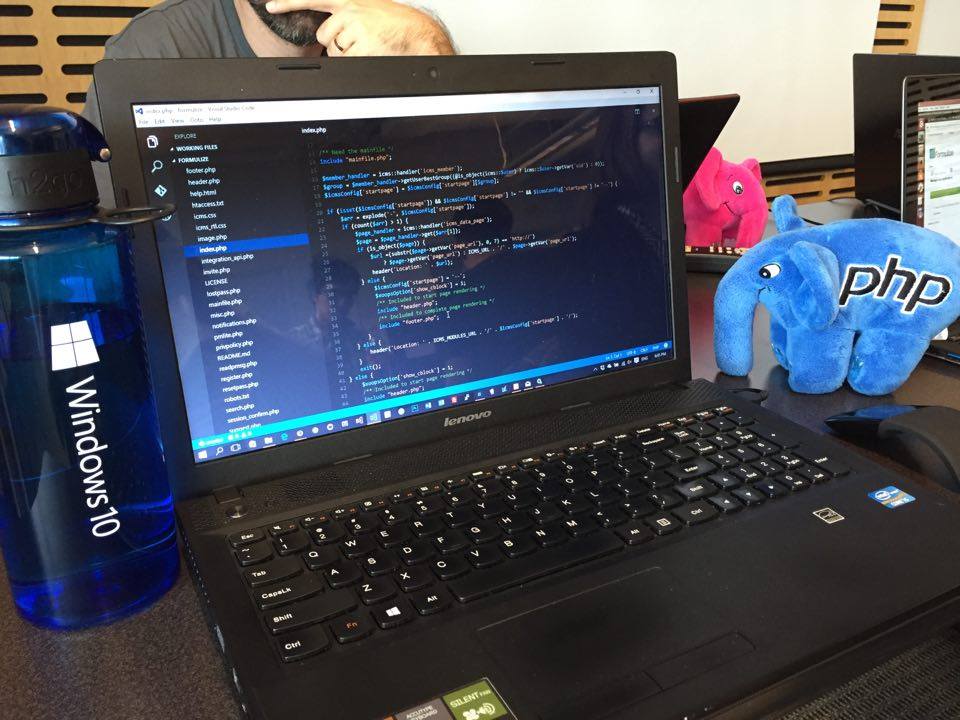 index.php - Formulize - Visual Studio Code
File Edit View Goto Help
EXPLORE
WORKING FILES
FORMULIZE
footer.php
header.php
help.html
htaccess.txt
icms.css
icms_rtl.css
image.php
index.php
integration_api.php
invite.php
LICENSE
lostpass.php
mainfile.php
misc.php
notifications.php
pmlite.php
privpolicy.php
README.md
readpmsg.php
register.php
resetpass.php
robots.txt
search.php
session_confirm.php
index.php
/** Need the mainfile */
include "mainfile.php";
$member_handler = icms::handler('icms_member');
$group = $member_handler->getUserBestGroup((@is_object(icms::$user) ? icms::$user->getVar('uid') : 0));
$icmsConfig['startpage'] = $icmsConfig['startpage'][$group];
if (isset($icmsConfig['startpage']) && $icmsConfig['startpage'] != "" && $icmsConfig['startpage'] != "--") {
$arr = explode('-', $icmsConfig['startpage']);
if (count($arr) > 1) {
$page_handler = icms::handler('icms_data_page');
$page = $page_handler->get($arr[1]);
if (is_object($page)) {
$url =(substr($page->getVar('page_url'), 0, 7) == 'http://')
? $page->getVar('page_url') : ICMS_URL . '/' . $page->getVar('page_url');
header('Location: ' . $url);
} else {
$icmsConfig['startpage'] = '--';
$xoopsOption['show_cblock'] = 1;
/** Included to start page rendering */
include "header.php";
/** Included to complete page rendering */
include "footer.php";
}
} else {
header('Location: ' . ICMS_MODULES_URL . '/' . $icmsConfig['startpage'] . '/');
}
exit();
} else {
$xoopsOption['show_cblock'] = 1;
/** Included to start page rendering */
include "header.php";
lenovo
h2go
Windows 10
php
Esc
Tab
CapsLk
Shift
Ctrl
Fn
Alt
Q W E R T Y U I O P
A S D F G H J K L
Z X C V B N M
Alt
Ctrl
Shift
Enter
Backspace
intel
CORE i5
ACCUTYPE
KEYBOARD
SILENT FAN